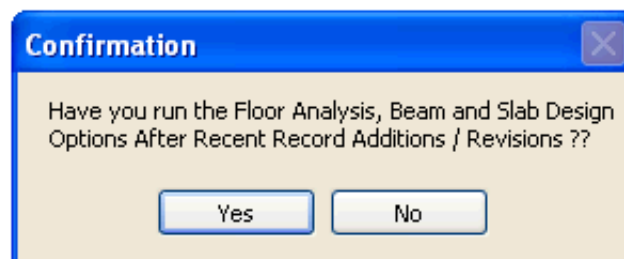 Confirmation
Have you run the Floor Analysis, Beam and Slab Design
Options After Recent Record Additions / Revisions ??
Yes No